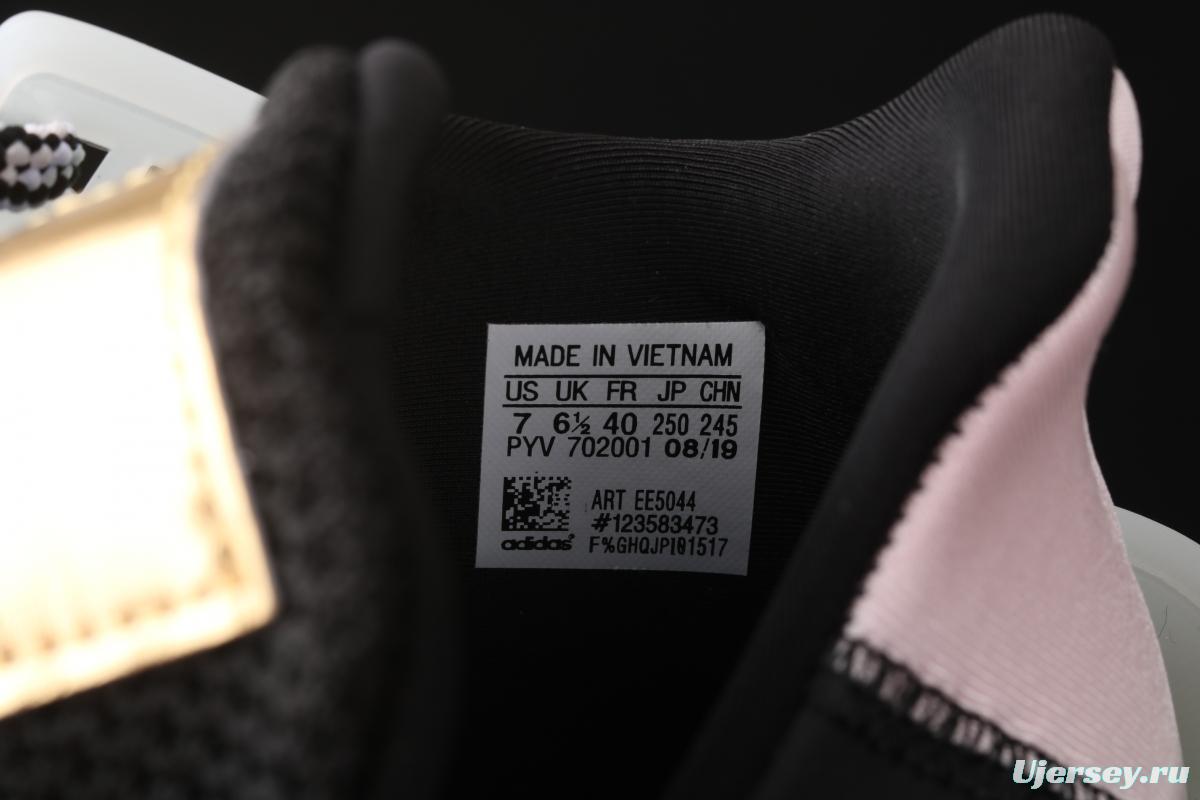 MADE IN VIETNAM
US UK FR JP CHN
7 6½ 40 250 245
PYV 702001 08/19
ART EE5044
#123583473
adidas® F%GHQJPI01517
Ujersey.ru